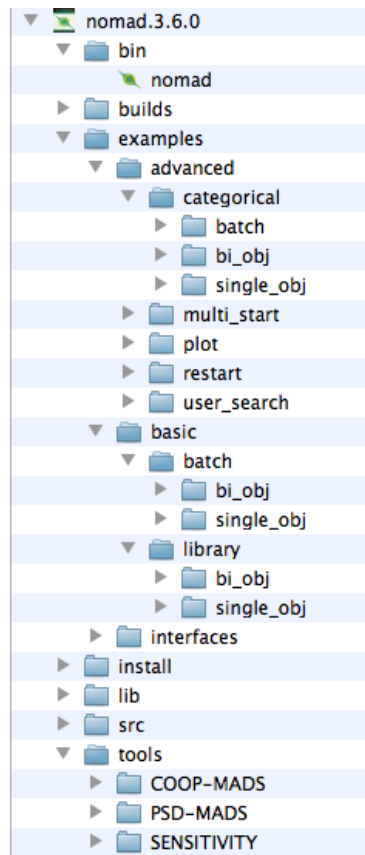 nomad.3.6.0
bin
nomad
builds
examples
advanced
categorical
batch
bi_obj
single_obj
multi_start
plot
restart
user_search
basic
batch
bi_obj
single_obj
library
bi_obj
single_obj
interfaces
install
lib
src
tools
COOP-MADS
PSD-MADS
SENSITIVITY